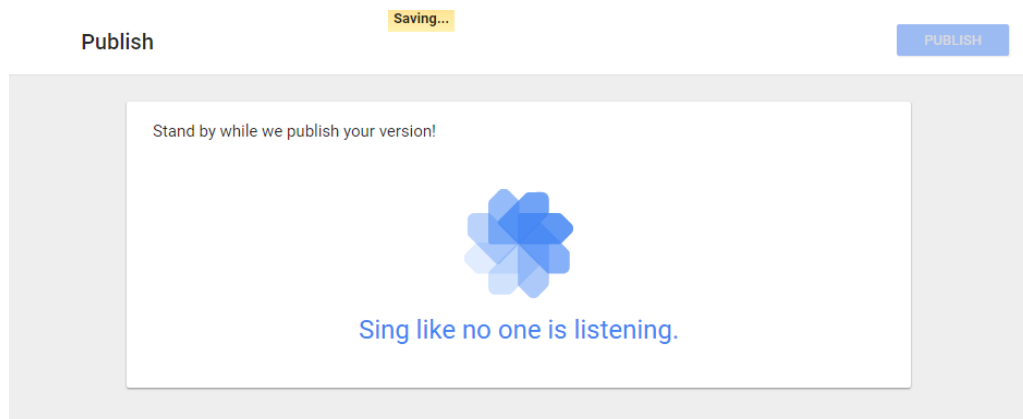 Saving...
Publish
PUBLISH
Stand by while we publish your version!
Sing like no one is listening.